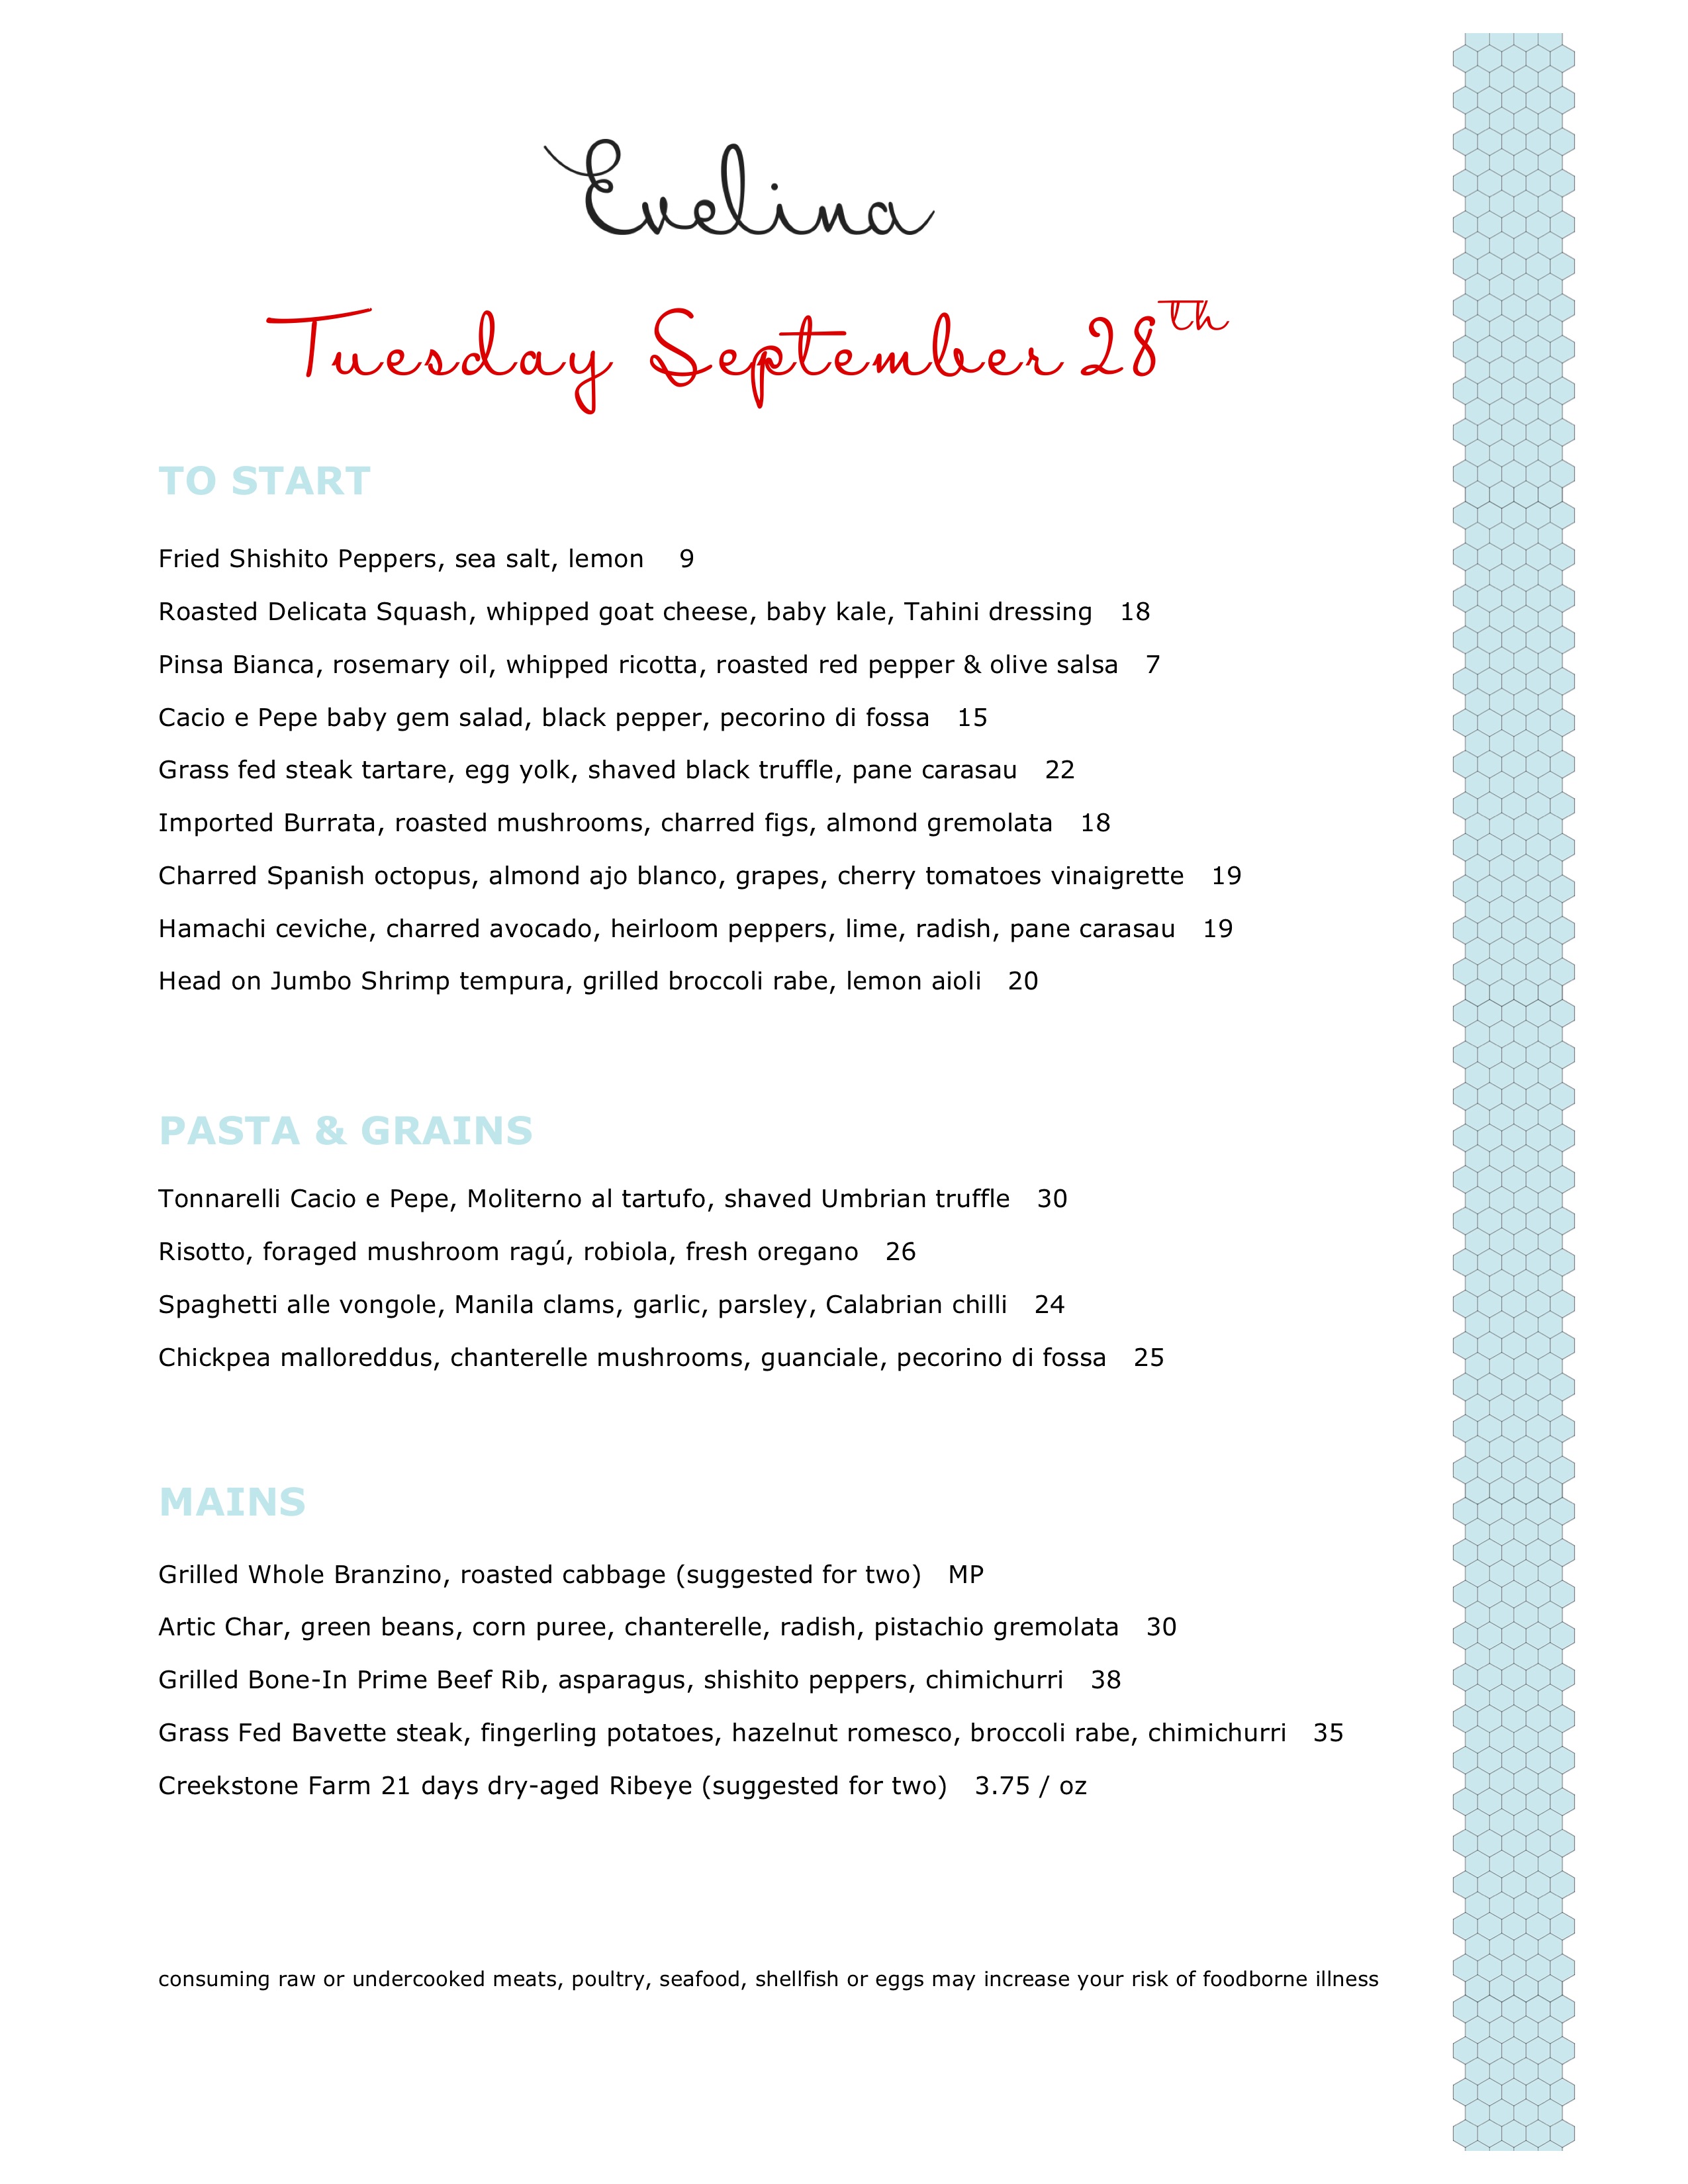 Evelina
Tuesday September 28th
TO START
Fried Shishito Peppers, sea salt, lemon 9
Roasted Delicata Squash, whipped goat cheese, baby kale, Tahini dressing 18
Pinsa Bianca, rosemary oil, whipped ricotta, roasted red pepper & olive salsa 7
Cacio e Pepe baby gem salad, black pepper, pecorino di fossa 15
Grass fed steak tartare, egg yolk, shaved black truffle, pane carasau 22
Imported Burrata, roasted mushrooms, charred figs, almond gremolata 18
Charred Spanish octopus, almond ajo blanco, grapes, cherry tomatoes vinaigrette 19
Hamachi ceviche, charred avocado, heirloom peppers, lime, radish, pane carasau 19
Head on Jumbo Shrimp tempura, grilled broccoli rabe, lemon aioli 20
PASTA & GRAINS
Tonnarelli Cacio e Pepe, Moliterno al tartufo, shaved Umbrian truffle 30
Risotto, foraged mushroom ragú, robiola, fresh oregano 26
Spaghetti alle vongole, Manila clams, garlic, parsley, Calabrian chilli 24
Chickpea malloreddus, chanterelle mushrooms, guanciale, pecorino di fossa 25
MAINS
Grilled Whole Branzino, roasted cabbage (suggested for two) MP
Artic Char, green beans, corn puree, chanterelle, radish, pistachio gremolata 30
Grilled Bone-In Prime Beef Rib, asparagus, shishito peppers, chimichurri 38
Grass Fed Bavette steak, fingerling potatoes, hazelnut romesco, broccoli rabe, chimichurri 35
Creekstone Farm 21 days dry-aged Ribeye (suggested for two) 3.75 / oz
consuming raw or undercooked meats, poultry, seafood, shellfish or eggs may increase your risk of foodborne illness